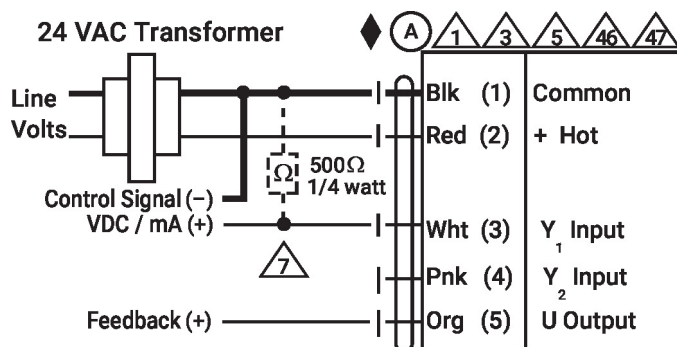 24 VAC Transformer
A 1 3 5 46 47
Line
Volts
Blk (1) Common
Red (2) + Hot
Ω 500Ω
1/4 watt
Control Signal (–)
VDC / mA (+)
7
Wht (3) Y1 Input
Pnk (4) Y2 Input
Feedback (+)
Org (5) U Output